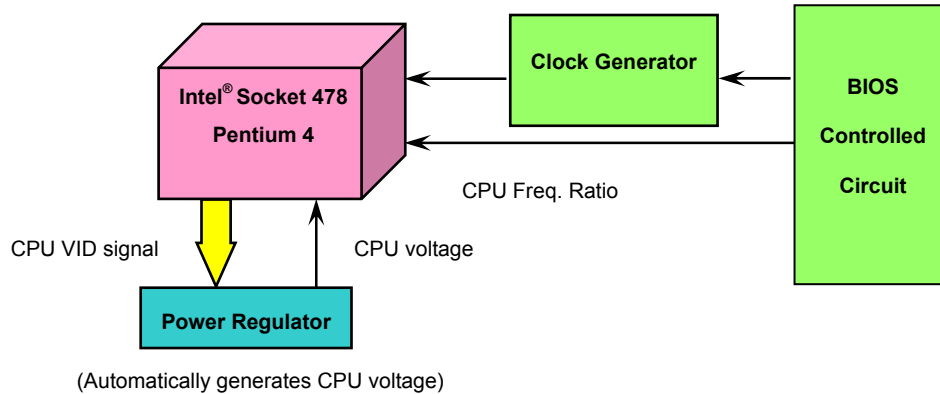 Intel® Socket 478
Pentium 4
Clock Generator
BIOS
Controlled
Circuit
CPU Freq. Ratio
CPU VID signal
CPU voltage
Power Regulator
(Automatically generates CPU voltage)